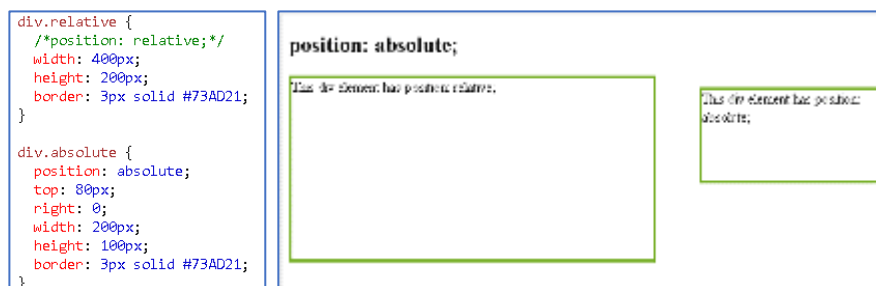 div.relative {
/*position: relative;*/
width: 400px;
height: 200px;
border: 3px solid #73AD21;
}
div.absolute {
position: absolute;
top: 80px;
right: 0;
width: 200px;
height: 100px;
border: 3px solid #73AD21;
}
position: absolute;
This div element has position: relative;
This div element has position:
absolute;